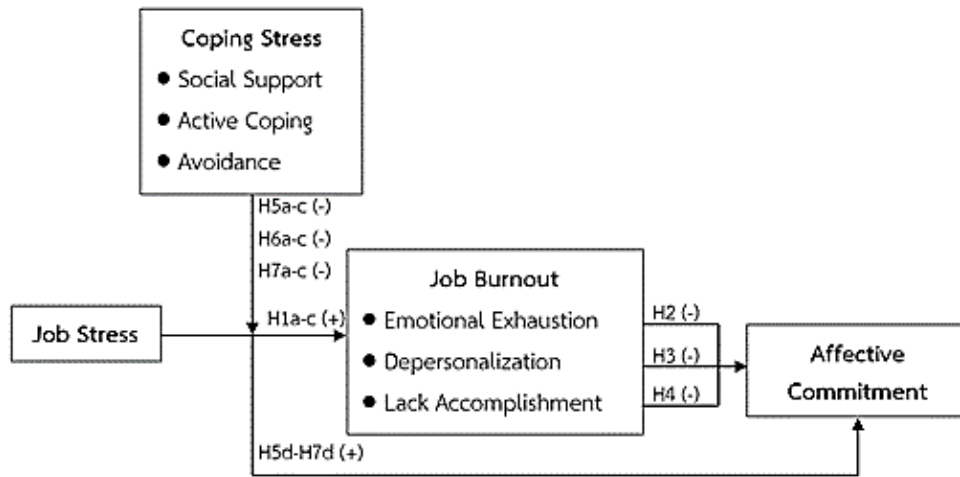 Coping Stress
● Social Support
● Active Coping
● Avoidance
H5a-c (-)
H6a-c (-)
H7a-c (-)
Job Burnout
● Emotional Exhaustion
● Depersonalization
● Lack Accomplishment
Job Stress
H1a-c (+)
H2 (-)
H3 (-)
H4 (-)
Affective
Commitment
H5d-H7d (+)